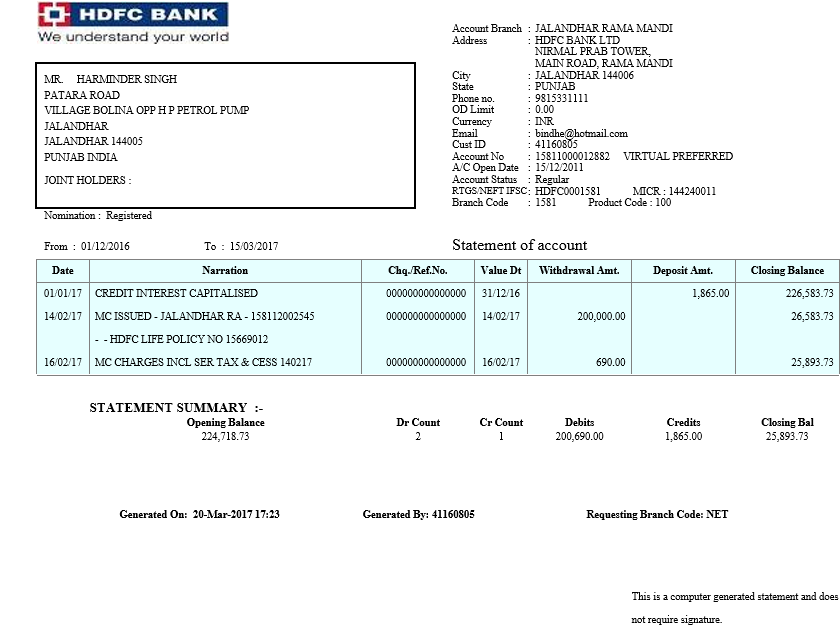 HDFC BANK
We understand your world
MR. HARMINDER SINGH
PATARA ROAD
VILLAGE BOLINA OPP H P PETROL PUMP
JALANDHAR
JALANDHAR 144005
PUNJAB INDIA
JOINT HOLDERS :
Nomination : Registered
Account Branch : JALANDHAR RAMA MANDI
Address : HDFC BANK LTD
NIRMAL PRAB TOWER,
MAIN ROAD, RAMA MANDI
City : JALANDHAR 144006
State : PUNJAB
Phone no. : 9815331111
OD Limit : 0.00
Currency : INR
Email : bindhe@hotmail.com
Cust ID : 41160805
Account No : 15811000012882 VIRTUAL PREFERRED
A/C Open Date : 15/12/2011
Account Status : Regular
RTGS/NEFT IFSC: HDFC0001581 MICR : 144240011
Branch Code : 1581 Product Code : 100
From : 01/12/2016 To : 15/03/2017 Statement of account
Date Narration Chq./Ref.No. Value Dt Withdrawal Amt. Deposit Amt. Closing Balance
01/01/17 CREDIT INTEREST CAPITALISED 000000000000000 31/12/16 1,865.00 226,583.73
14/02/17 MC ISSUED - JALANDHAR RA - 158112002545 000000000000000 14/02/17 200,000.00 26,583.73
- - HDFC LIFE POLICY NO 15669012
16/02/17 MC CHARGES INCL SER TAX & CESS 140217 000000000000000 16/02/17 690.00 25,893.73
STATEMENT SUMMARY :-
Opening Balance Dr Count Cr Count Debits Credits Closing Bal
224,718.73 2 1 200,690.00 1,865.00 25,893.73
Generated On: 20-Mar-2017 17:23 Generated By: 41160805 Requesting Branch Code: NET
This is a computer generated statement and does
not require signature.